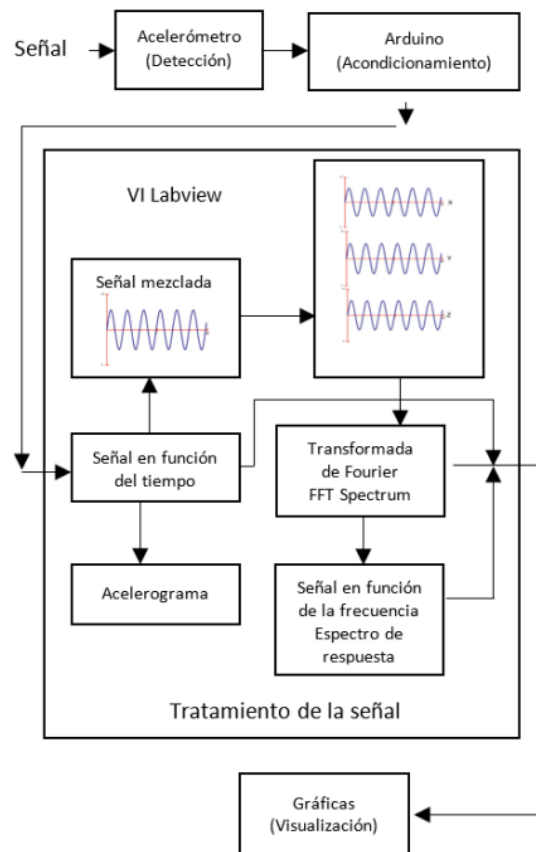 Señal
Acelerómetro
(Detección)
Arduino
(Acondicionamiento)
VI Labview
Señal mezclada
X
Y
Z
Señal en función
del tiempo
Transformada
de Fourier
FFT Spectrum
Acelerograma
Señal en función
de la frecuencia
Espectro de
respuesta
Tratamiento de la señal
Gráficas
(Visualización)